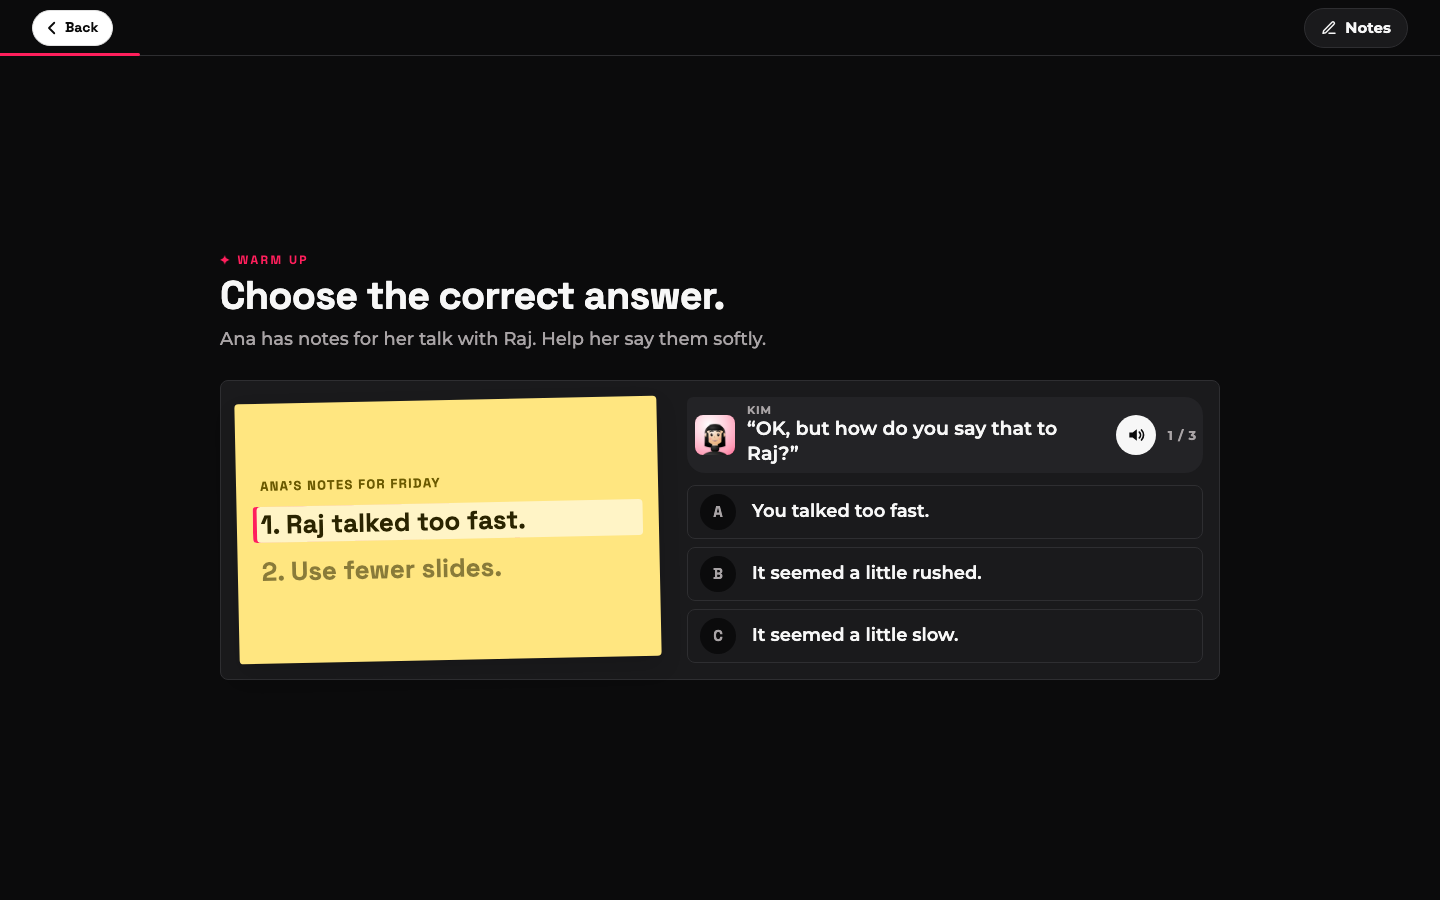 Back
Notes
WARM UP
Choose the correct answer.
Ana has notes for her talk with Raj. Help her say them softly.
ANA'S NOTES FOR FRIDAY
1. Raj talked too fast.
2. Use fewer slides.
KIM
“OK, but how do you say that to
Raj?”
1 / 3
A You talked too fast.
B It seemed a little rushed.
C It seemed a little slow.